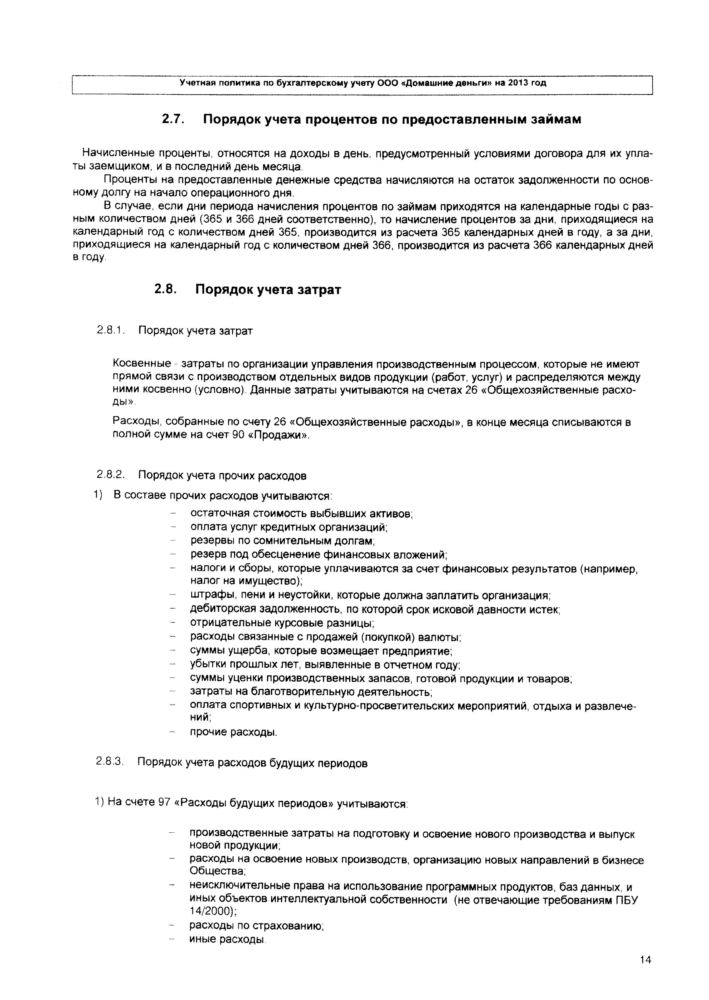 Учетная политика по бухгалтерскому учету ООО «Домашние деньги» на 2013 год
2.7. Порядок учета процентов по предоставленным займам
Начисленные проценты, относятся на доходы в день, предусмотренный условиями договора для их упла-
ты заемщиком, и в последний день месяца.
Проценты на предоставленные денежные средства начисляются на остаток задолженности по основ-
ному долгу на начало операционного дня.
В случае, если дни периода начисления процентов по займам приходятся на календарные годы с раз-
ным количеством дней (365 и 366 дней соответственно), то начисление процентов за дни, приходящиеся на
календарный год с количеством дней 365, производится из расчета 365 календарных дней в году, а за дни,
приходящиеся на календарный год с количеством дней 366, производится из расчета 366 календарных дней
в году.
2.8. Порядок учета затрат
2.8.1. Порядок учета затрат
Косвенные - затраты по организации управления производственным процессом, которые не имеют
прямой связи с производством отдельных видов продукции (работ, услуг) и распределяются между
ними косвенно (условно). Данные затраты учитываются на счетах 26 «Общехозяйственные расхо-
ды».
Расходы, собранные по счету 26 «Общехозяйственные расходы», в конце месяца списываются в
полной сумме на счет 90 «Продажи».
2.8.2. Порядок учета прочих расходов
1) В составе прочих расходов учитываются:
– остаточная стоимость выбывших активов;
– оплата услуг кредитных организаций;
– резервы по сомнительным долгам;
– резерв под обесценение финансовых вложений;
– налоги и сборы, которые уплачиваются за счет финансовых результатов (например,
налог на имущество);
– штрафы, пени и неустойки, которые должна заплатить организация;
– дебиторская задолженность, по которой срок исковой давности истек;
– отрицательные курсовые разницы;
– расходы связанные с продажей (покупкой) валюты;
– суммы ущерба, которые возмещает предприятие;
– убытки прошлых лет, выявленные в отчетном году;
– суммы уценки производственных запасов, готовой продукции и товаров;
– затраты на благотворительную деятельность;
– оплата спортивных и культурно-просветительских мероприятий, отдыха и развлече-
ний;
– прочие расходы.
2.8.3. Порядок учета расходов будущих периодов
1) На счете 97 «Расходы будущих периодов» учитываются:
– производственные затраты на подготовку и освоение нового производства и выпуск
новой продукции;
– расходы на освоение новых производств, организацию новых направлений в бизнесе
Общества;
– неисключительные права на использование программных продуктов, баз данных, и
иных объектов интеллектуальной собственности (не отвечающие требованиям ПБУ
14/2000);
– расходы по страхованию;
– иные расходы.
14